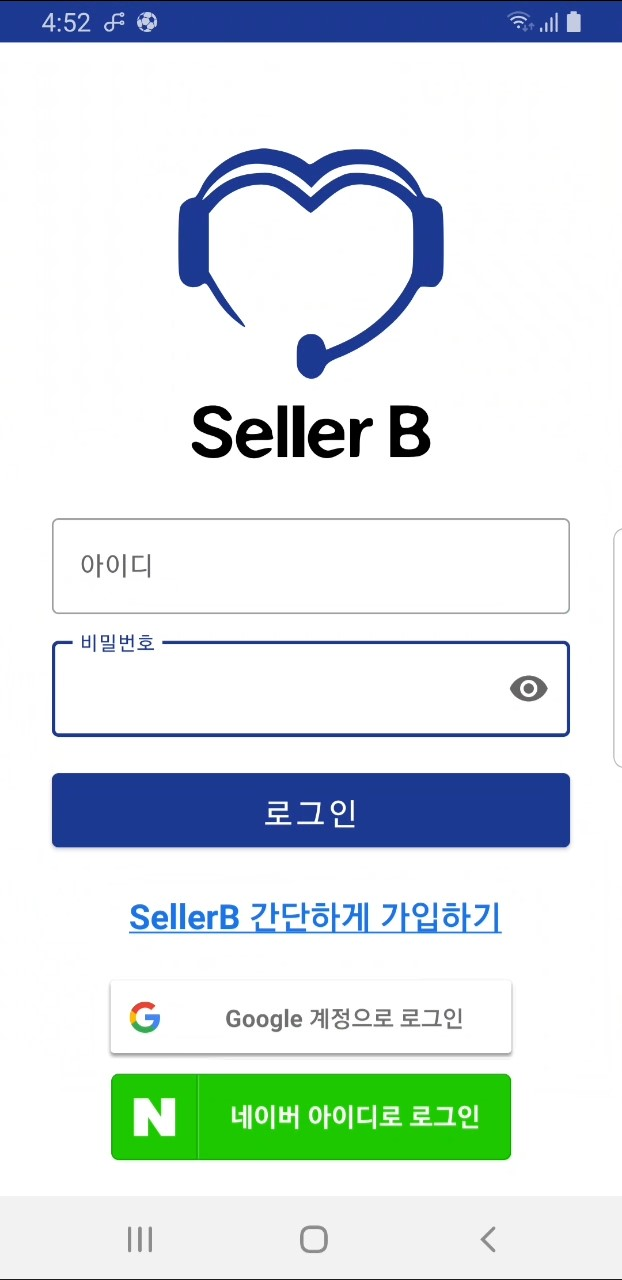 4:52
Seller B
아이디
비밀번호
로그인
SellerB 간단하게 가입하기
Google 계정으로 로그인
N 네이버 아이디로 로그인